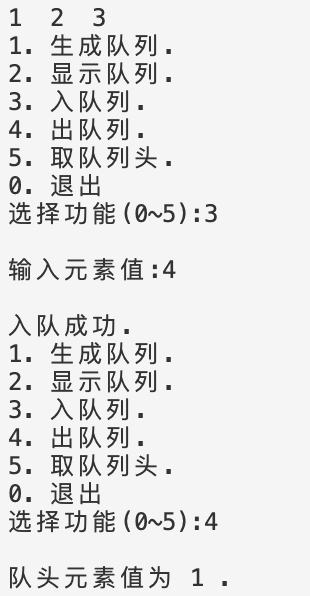 1  2  3
1. 生成队列.
2. 显示队列.
3. 入队列.
4. 出队列.
5. 取队列头.
0. 退出
选择功能(0~5):3
输入元素值:4
入队成功.
1. 生成队列.
2. 显示队列.
3. 入队列.
4. 出队列.
5. 取队列头.
0. 退出
选择功能(0~5):4
队头元素值为 1 .